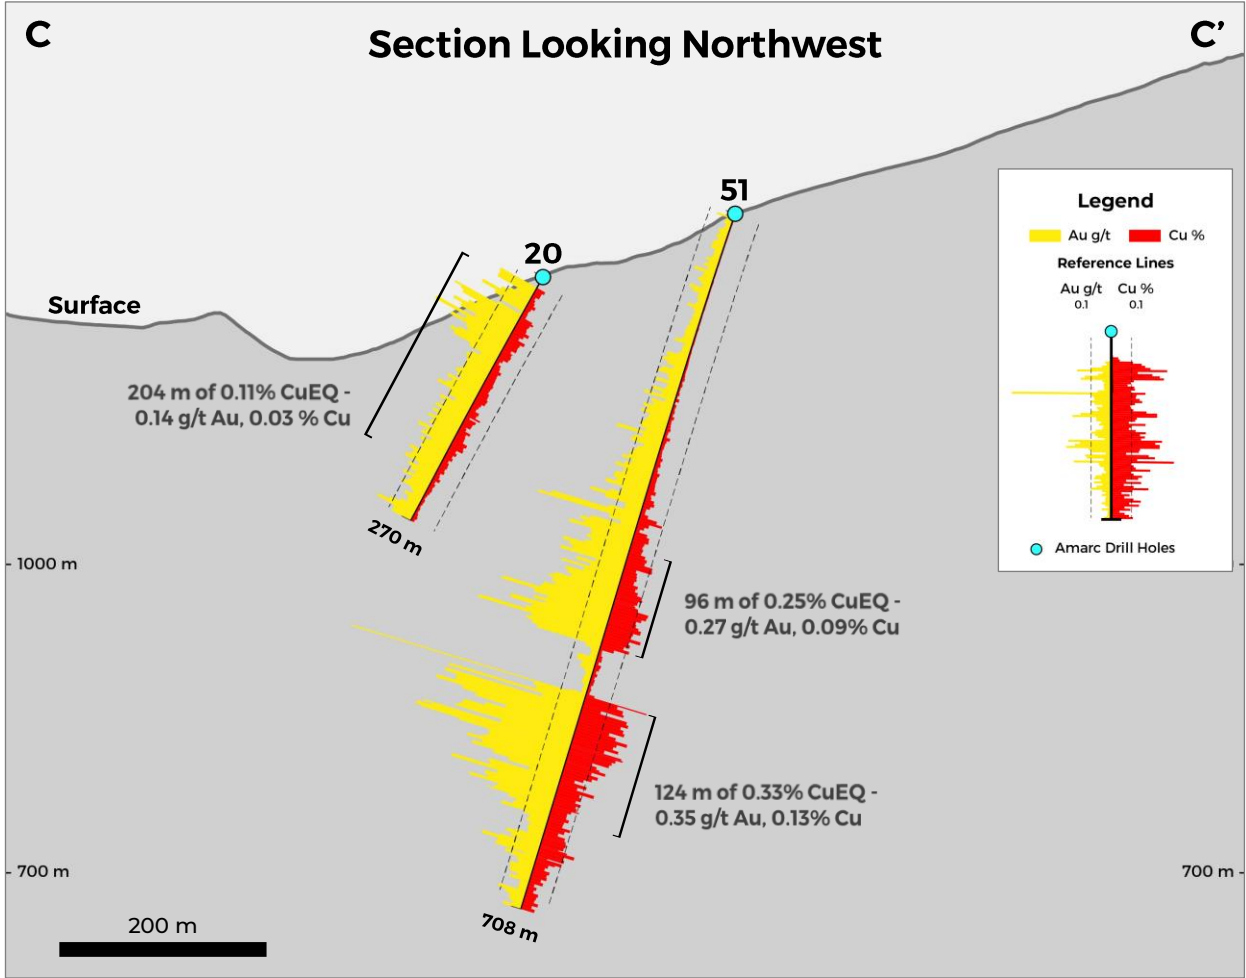 C
Section Looking Northwest
C’
51
20
Surface
204 m of 0.11% CuEQ -
0.14 g/t Au, 0.03 % Cu
270 m
1000 m
96 m of 0.25% CuEQ -
0.27 g/t Au, 0.09% Cu
124 m of 0.33% CuEQ -
0.35 g/t Au, 0.13% Cu
700 m
700 m
708 m
200 m
Legend
Au g/t
Cu %
Reference Lines
Au g/t Cu %
0.1 0.1
Amarc Drill Holes